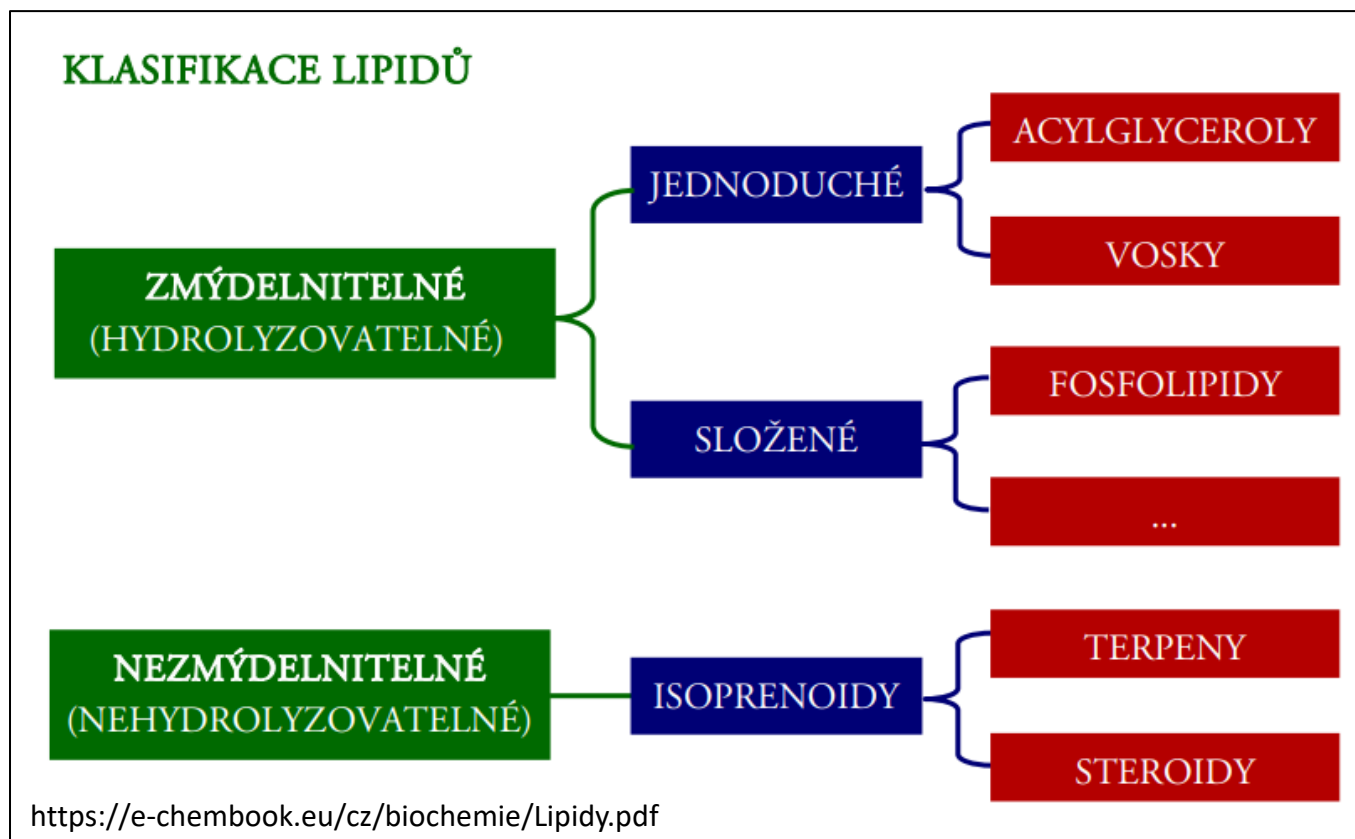 KLASIFIKACE LIPIDŮ
ZMÝDELNITELNÉ
(HYDROLYZOVATELNÉ)
JEDNODUCHÉ
ACYLGLYCEROLY
VOSKY
SLOŽENÉ
FOSFOLIPIDY
...
NEZMÝDELNITELNÉ
(NEHYDROLYZOVATELNÉ)
ISOPRENOIDY
TERPENY
STEROIDY
https://e-chembook.eu/cz/biochemie/Lipidy.pdf